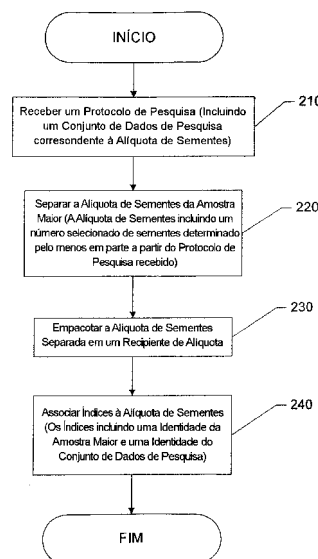 INÍCIO
210
Receber um Protocolo de Pesquisa (Incluindo
um Conjunto de Dados de Pesquisa
corresondente à Alíquota de Sementes)
220
Separar a Alíquota de Sementes da Amostra
Maior (A Alíquota de Sementes incluindo um
número selecionado de sementes determinado
pelo menos em parte a partir do Protocolo de
Pesquisa recebido)
230
Empacotar a Alíquota de Sementes
Separada em um Recipiente de Alíquota
240
Associar Índices à Alíquota de Sementes
(Os Índices incluindo uma Identidade da
Amostra Maior e uma Identidade do
Conjunto de Dados de Pesquisa)
FIM